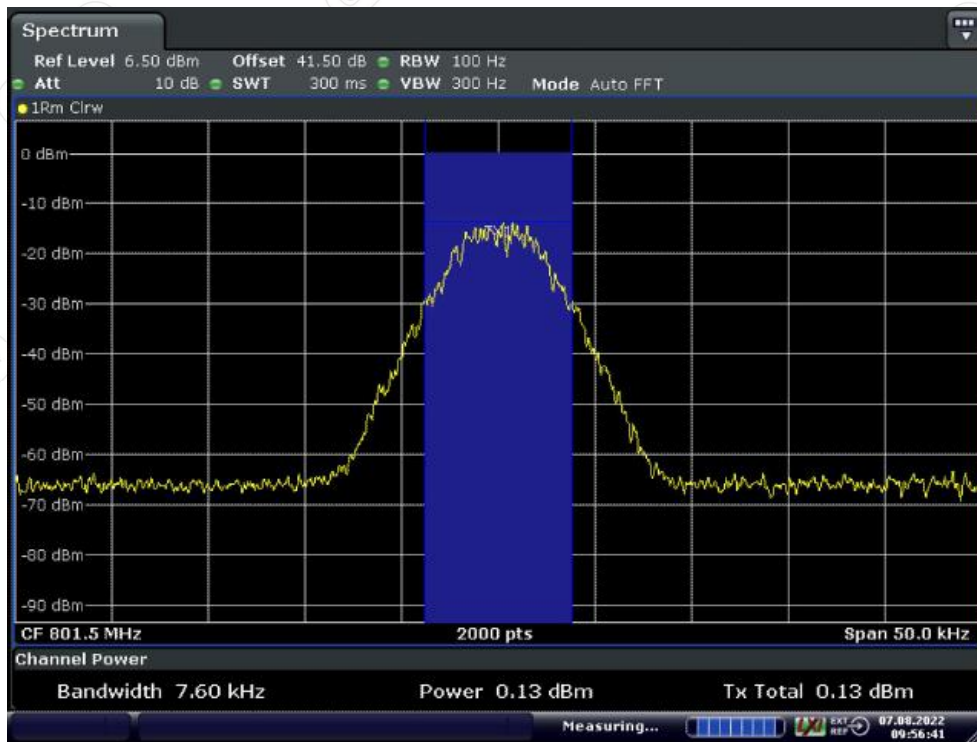 Spectrum
Ref Level 6.50 dBm Offset 41.50 dB RBW 100 Hz
Att 10 dB SWT 300 ms VBW 300 Hz Mode Auto FFT
1Rm Clrw
0 dBm
-10 dBm
-20 dBm
-30 dBm
-40 dBm
-50 dBm
-60 dBm
-70 dBm
-80 dBm
-90 dBm
CF 801.5 MHz 2000 pts Span 50.0 kHz
Channel Power
Bandwidth 7.60 kHz Power 0.13 dBm Tx Total 0.13 dBm
Measuring... LXI EXT REF 07.08.2022
09:56:41